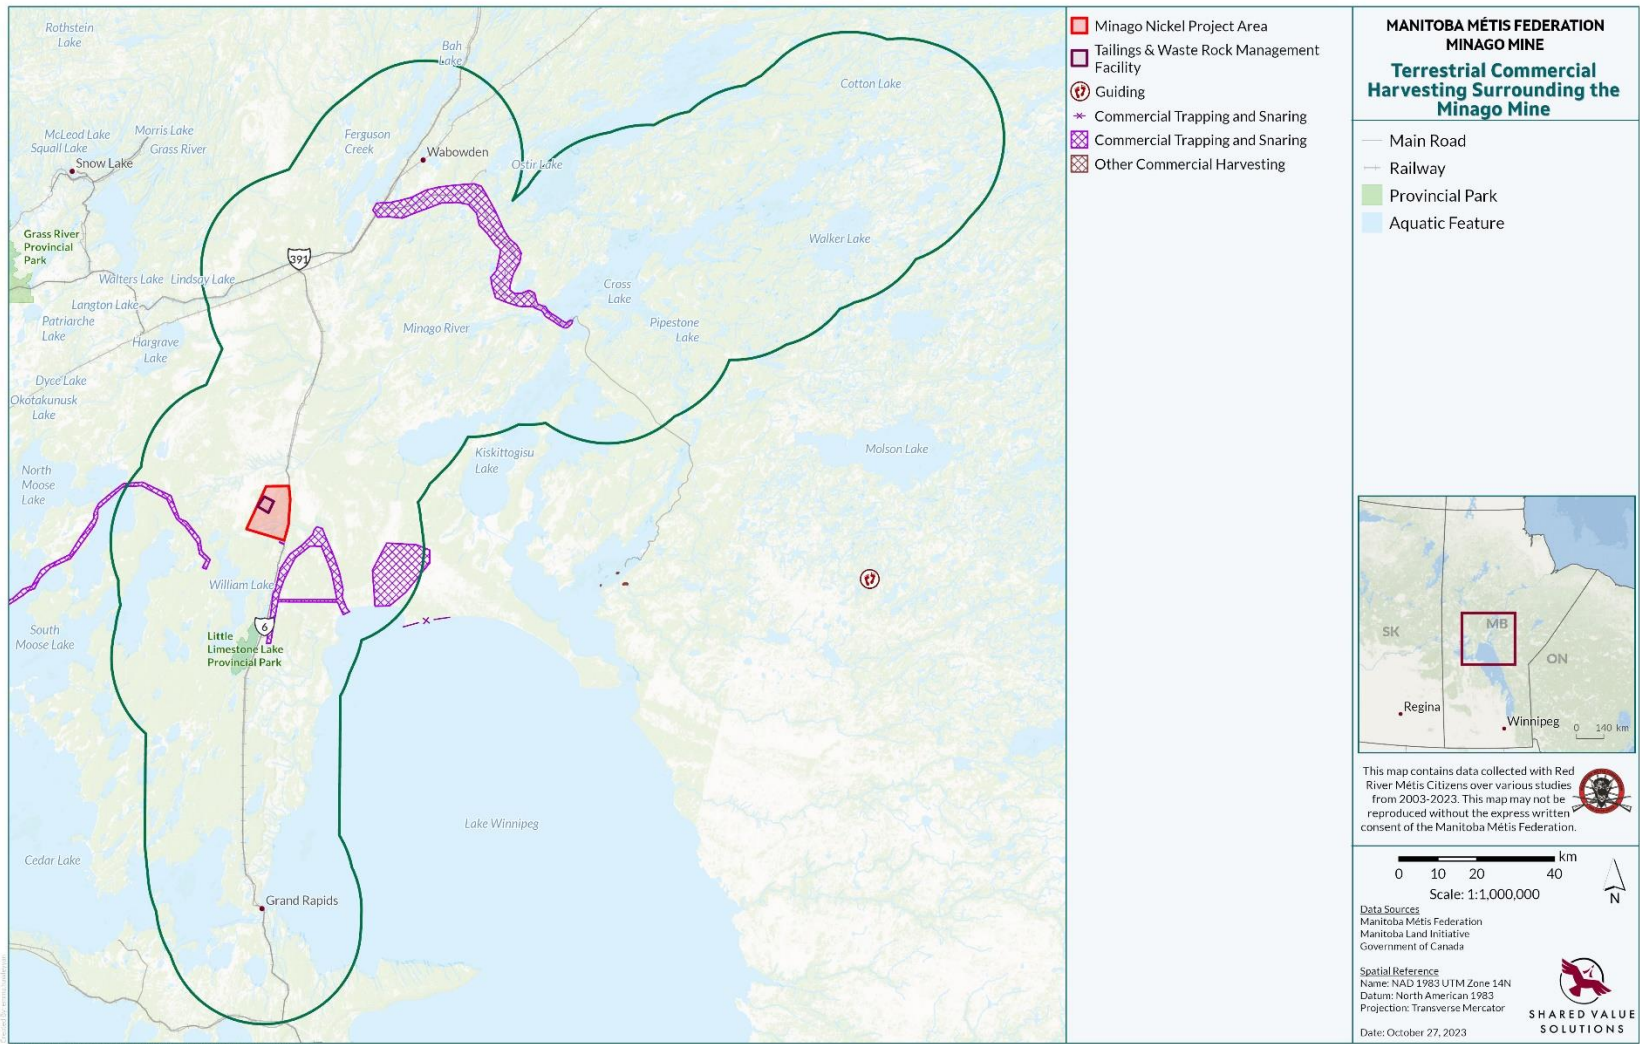 Rothstein
Lake
Bah
Lake
Cotton Lake
McLeod Lake
Squall Lake
Morris Lake
Grass River
Snow Lake
Ferguson
Creek
Wabowden
Ostir Lake
Grass River
Provincial
Park
391
Walker Lake
Walters Lake
Lindsay Lake
Langton Lake
Cross
Lake
Patriarche
Lake
Hargrave
Lake
Minago River
Pipestone
Lake
Dyce Lake
Okotakunusk
Lake
North
Moose
Lake
Kiskittogisu
Lake
Molson Lake
William Lake
South
Moose Lake
6
Little
Limestone Lake
Provincial Park
Lake Winnipeg
Cedar Lake
Grand Rapids
Minago Nickel Project Area
Tailings & Waste Rock Management
Facility
Guiding
Commercial Trapping and Snaring
Commercial Trapping and Snaring
Other Commercial Harvesting
MANITOBA MÉTIS FEDERATION
MINAGO MINE
Terrestrial Commercial
Harvesting Surrounding the
Minago Mine
Main Road
Railway
Provincial Park
Aquatic Feature
SK
MB
ON
Regina
Winnipeg
0 140 km
This map contains data collected with Red
River Métis Citizens over various studies
from 2003-2023. This map may not be
reproduced without the express written
consent of the Manitoba Métis Federation.
km
0 10 20 40
Scale: 1:1,000,000
N
Data Sources
Manitoba Métis Federation
Manitoba Land Initiative
Government of Canada
Spatial Reference
Name: NAD 1983 UTM Zone 14N
Datum: North American 1983
Projection: Transverse Mercator
Date: October 27, 2023
SHARED VALUE
SOLUTIONS